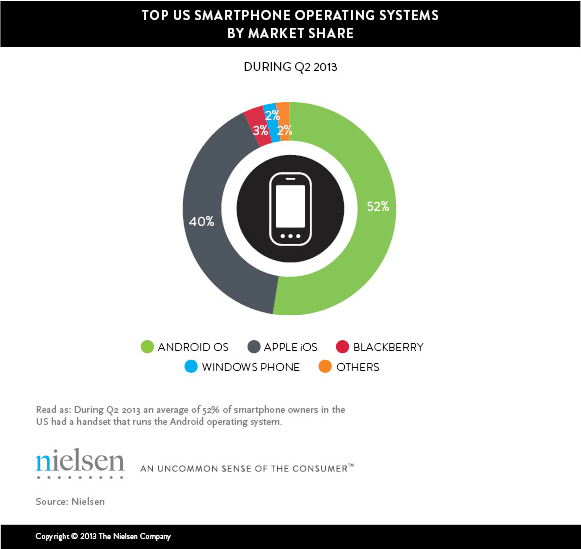 TOP US SMARTPHONE OPERATING SYSTEMS
BY MARKET SHARE
DURING Q2 2013
2%
3%
2%
52%
40%
ANDROID OS
APPLE iOS
BLACKBERRY
WINDOWS PHONE
OTHERS
Read as: During Q2 2013 an average of 52% of smartphone owners in the
US had a handset that runs the Android operating system.
nielsen
AN UNCOMMON SENSE OF THE CONSUMER™
Source: Nielsen
Copyright © 2013 The Nielsen Company